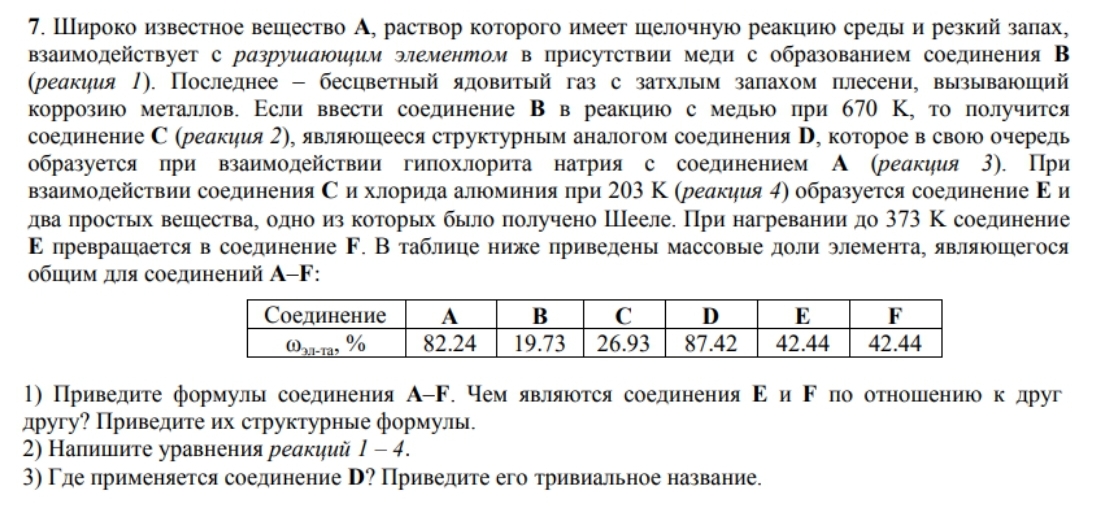 7. Широко известное вещество A, раствор которого имеет щелочную реакцию среды и резкий запах,
взаимодействует с разрушающим элементом в присутствии меди с образованием соединения B
(реакция 1). Последнее – бесцветный ядовитый газ с затхлым запахом плесени, вызывающий
коррозию металлов. Если ввести соединение B в реакцию с медью при 670 K, то получится
соединение C (реакция 2), являющееся структурным аналогом соединения D, которое в свою очередь
образуется при взаимодействии гипохлорита натрия с соединением A (реакция 3). При
взаимодействии соединения C и хлорида алюминия при 203 K (реакция 4) образуется соединение E и
два простых вещества, одно из которых было получено Шееле. При нагревании до 373 K соединение
E превращается в соединение F. В таблице ниже приведены массовые доли элемента, являющегося
общим для соединений A–F:
Соединение A B C D E F
ωэл-та, % 82.24 19.73 26.93 87.42 42.44 42.44
1) Приведите формулы соединения A–F. Чем являются соединения E и F по отношению к друг
другу? Приведите их структурные формулы.
2) Напишите уравнения реакций 1 – 4.
3) Где применяется соединение D? Приведите его тривиальное название.